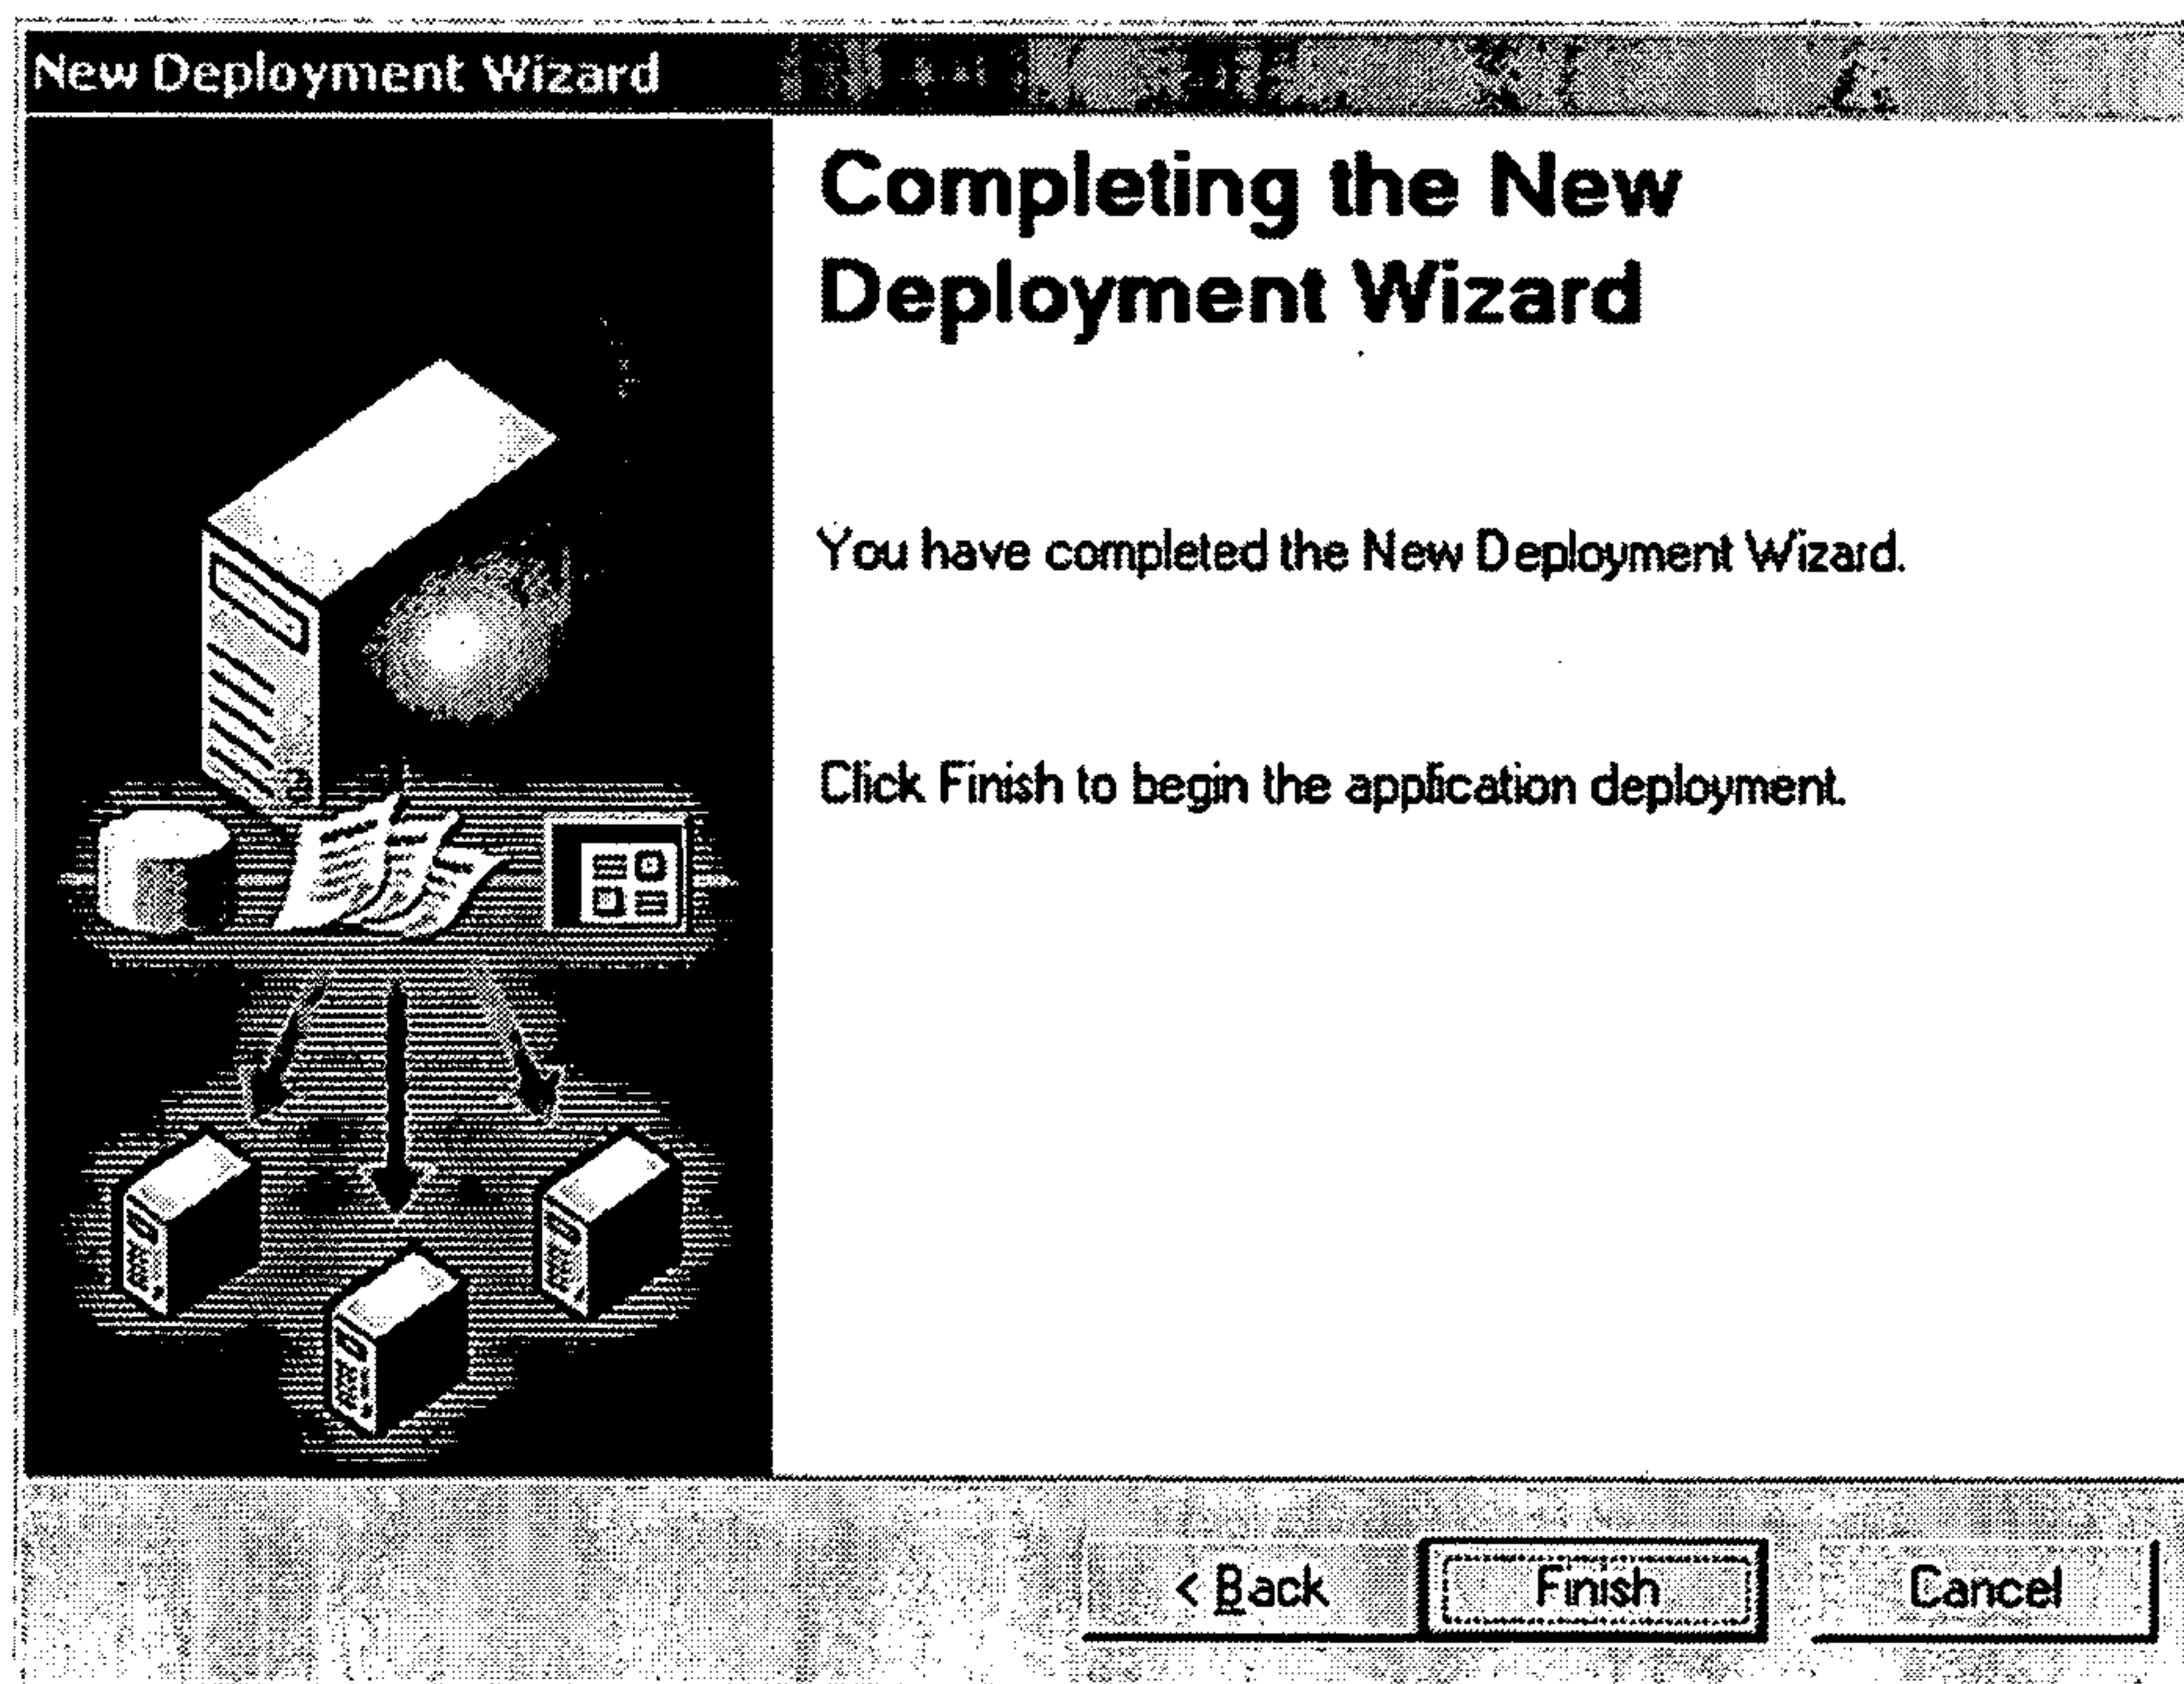 New Deployment Wizard
Completing the New
Deployment Wizard
You have completed the New Deployment Wizard.
Click Finish to begin the application deployment.
< Back
Finish
Cancel